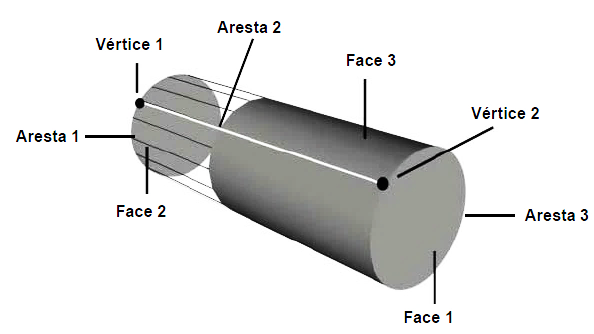 Aresta 2
Vértice 1
Face 3
Vértice 2
Aresta 1
Face 2
Aresta 3
Face 1